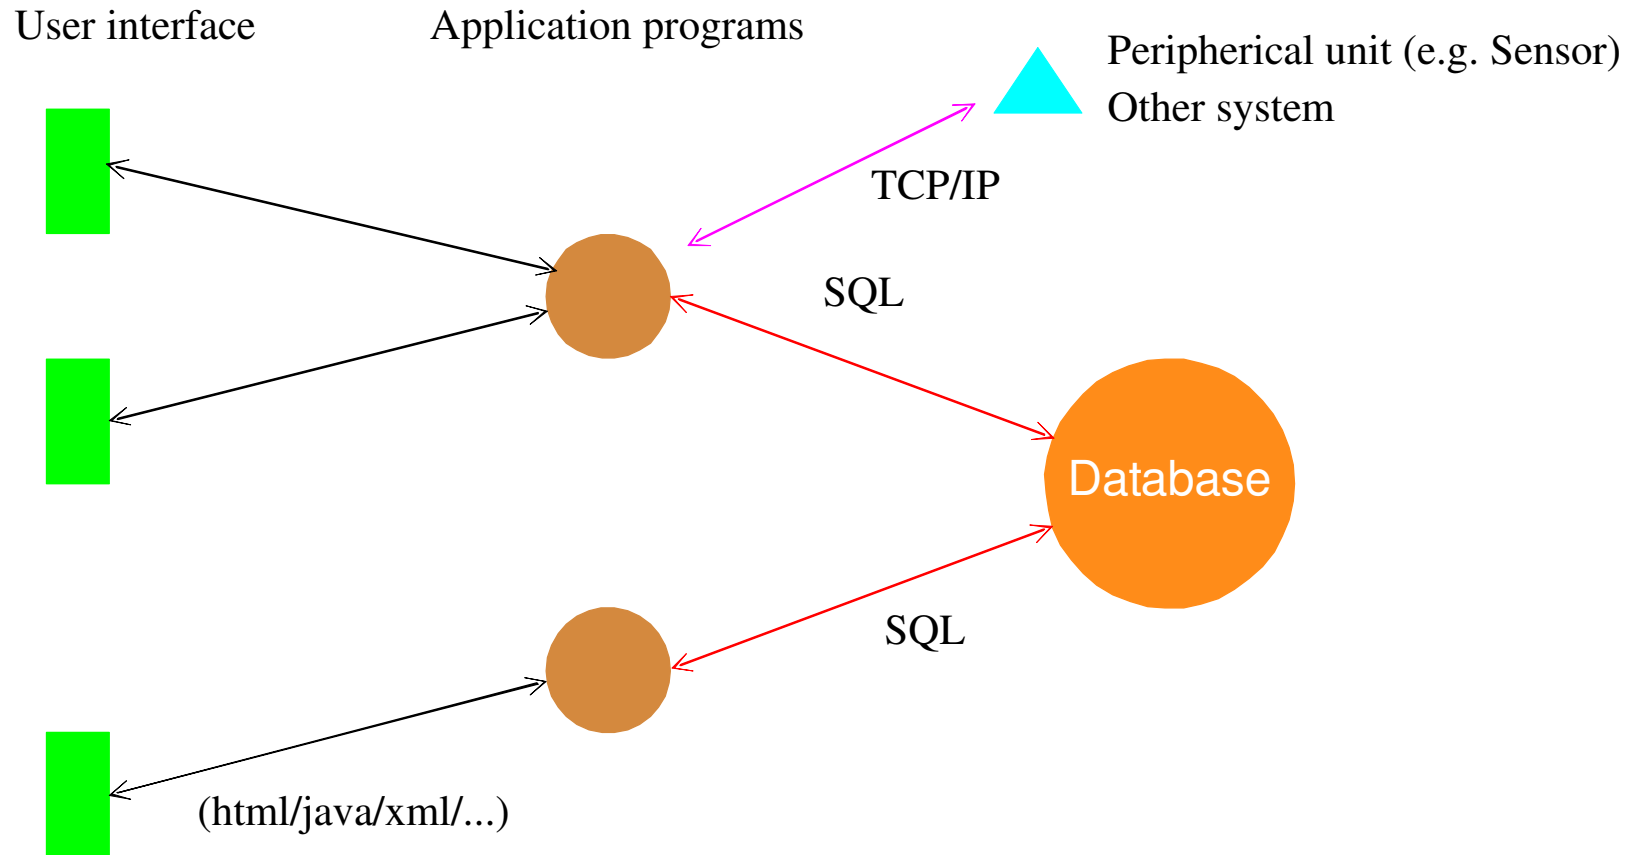 User interface
Application programs
Peripherical unit (e.g. Sensor)
Other system
TCP/IP
SQL
Database
SQL
(html/java/xml/...)